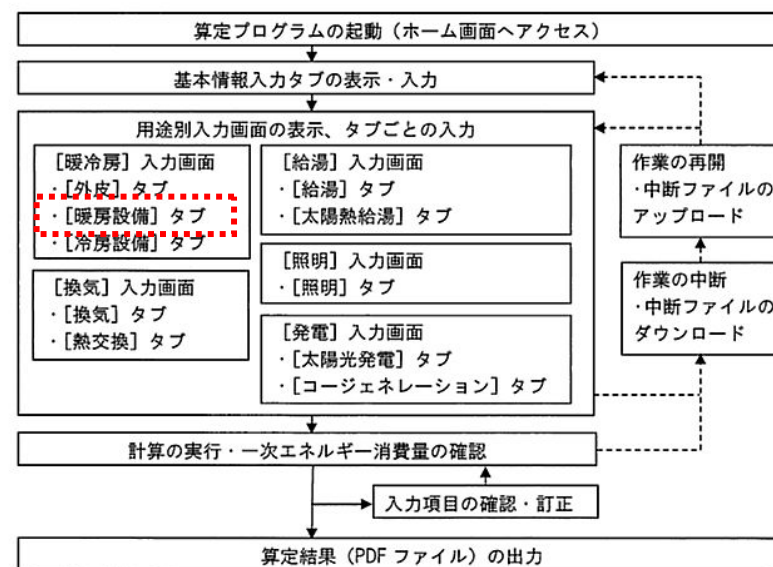 算定プログラムの起動（ホーム画面へアクセス）
基本情報入力タブの表示・入力
用途別入力画面の表示、タブごとの入力
［暖冷房］入力画面
・［外皮］タブ
・［暖房設備］タブ
・［冷房設備］タブ
［換気］入力画面
・［換気］タブ
・［熱交換］タブ
［給湯］入力画面
・［給湯］タブ
・［太陽熱給湯］タブ
［照明］入力画面
・［照明］タブ
［発電］入力画面
・［太陽光発電］タブ
・［コージェネレーション］タブ
作業の再開
・中断ファイルの
アップロード
作業の中断
・中断ファイルの
ダウンロード
計算の実行・一次エネルギー消費量の確認
入力項目の確認・訂正
算定結果（PDF ファイル）の出力